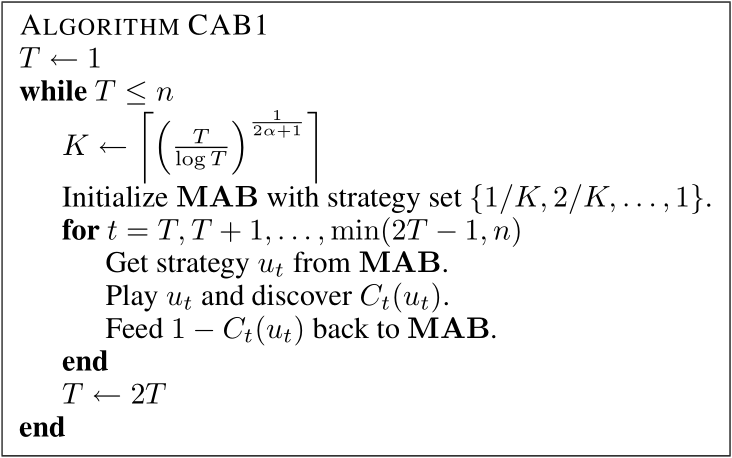 ALGORITHM CAB1
T ← 1
while T ≤ n
K ← ⌈(T / log T)^{1/(2α+1)}⌉
Initialize MAB with strategy set {1/K, 2/K, . . . , 1}.
for t = T, T + 1, . . . , min(2T − 1, n)
Get strategy u_t from MAB.
Play u_t and discover C_t(u_t).
Feed 1 − C_t(u_t) back to MAB.
end
T ← 2T
end